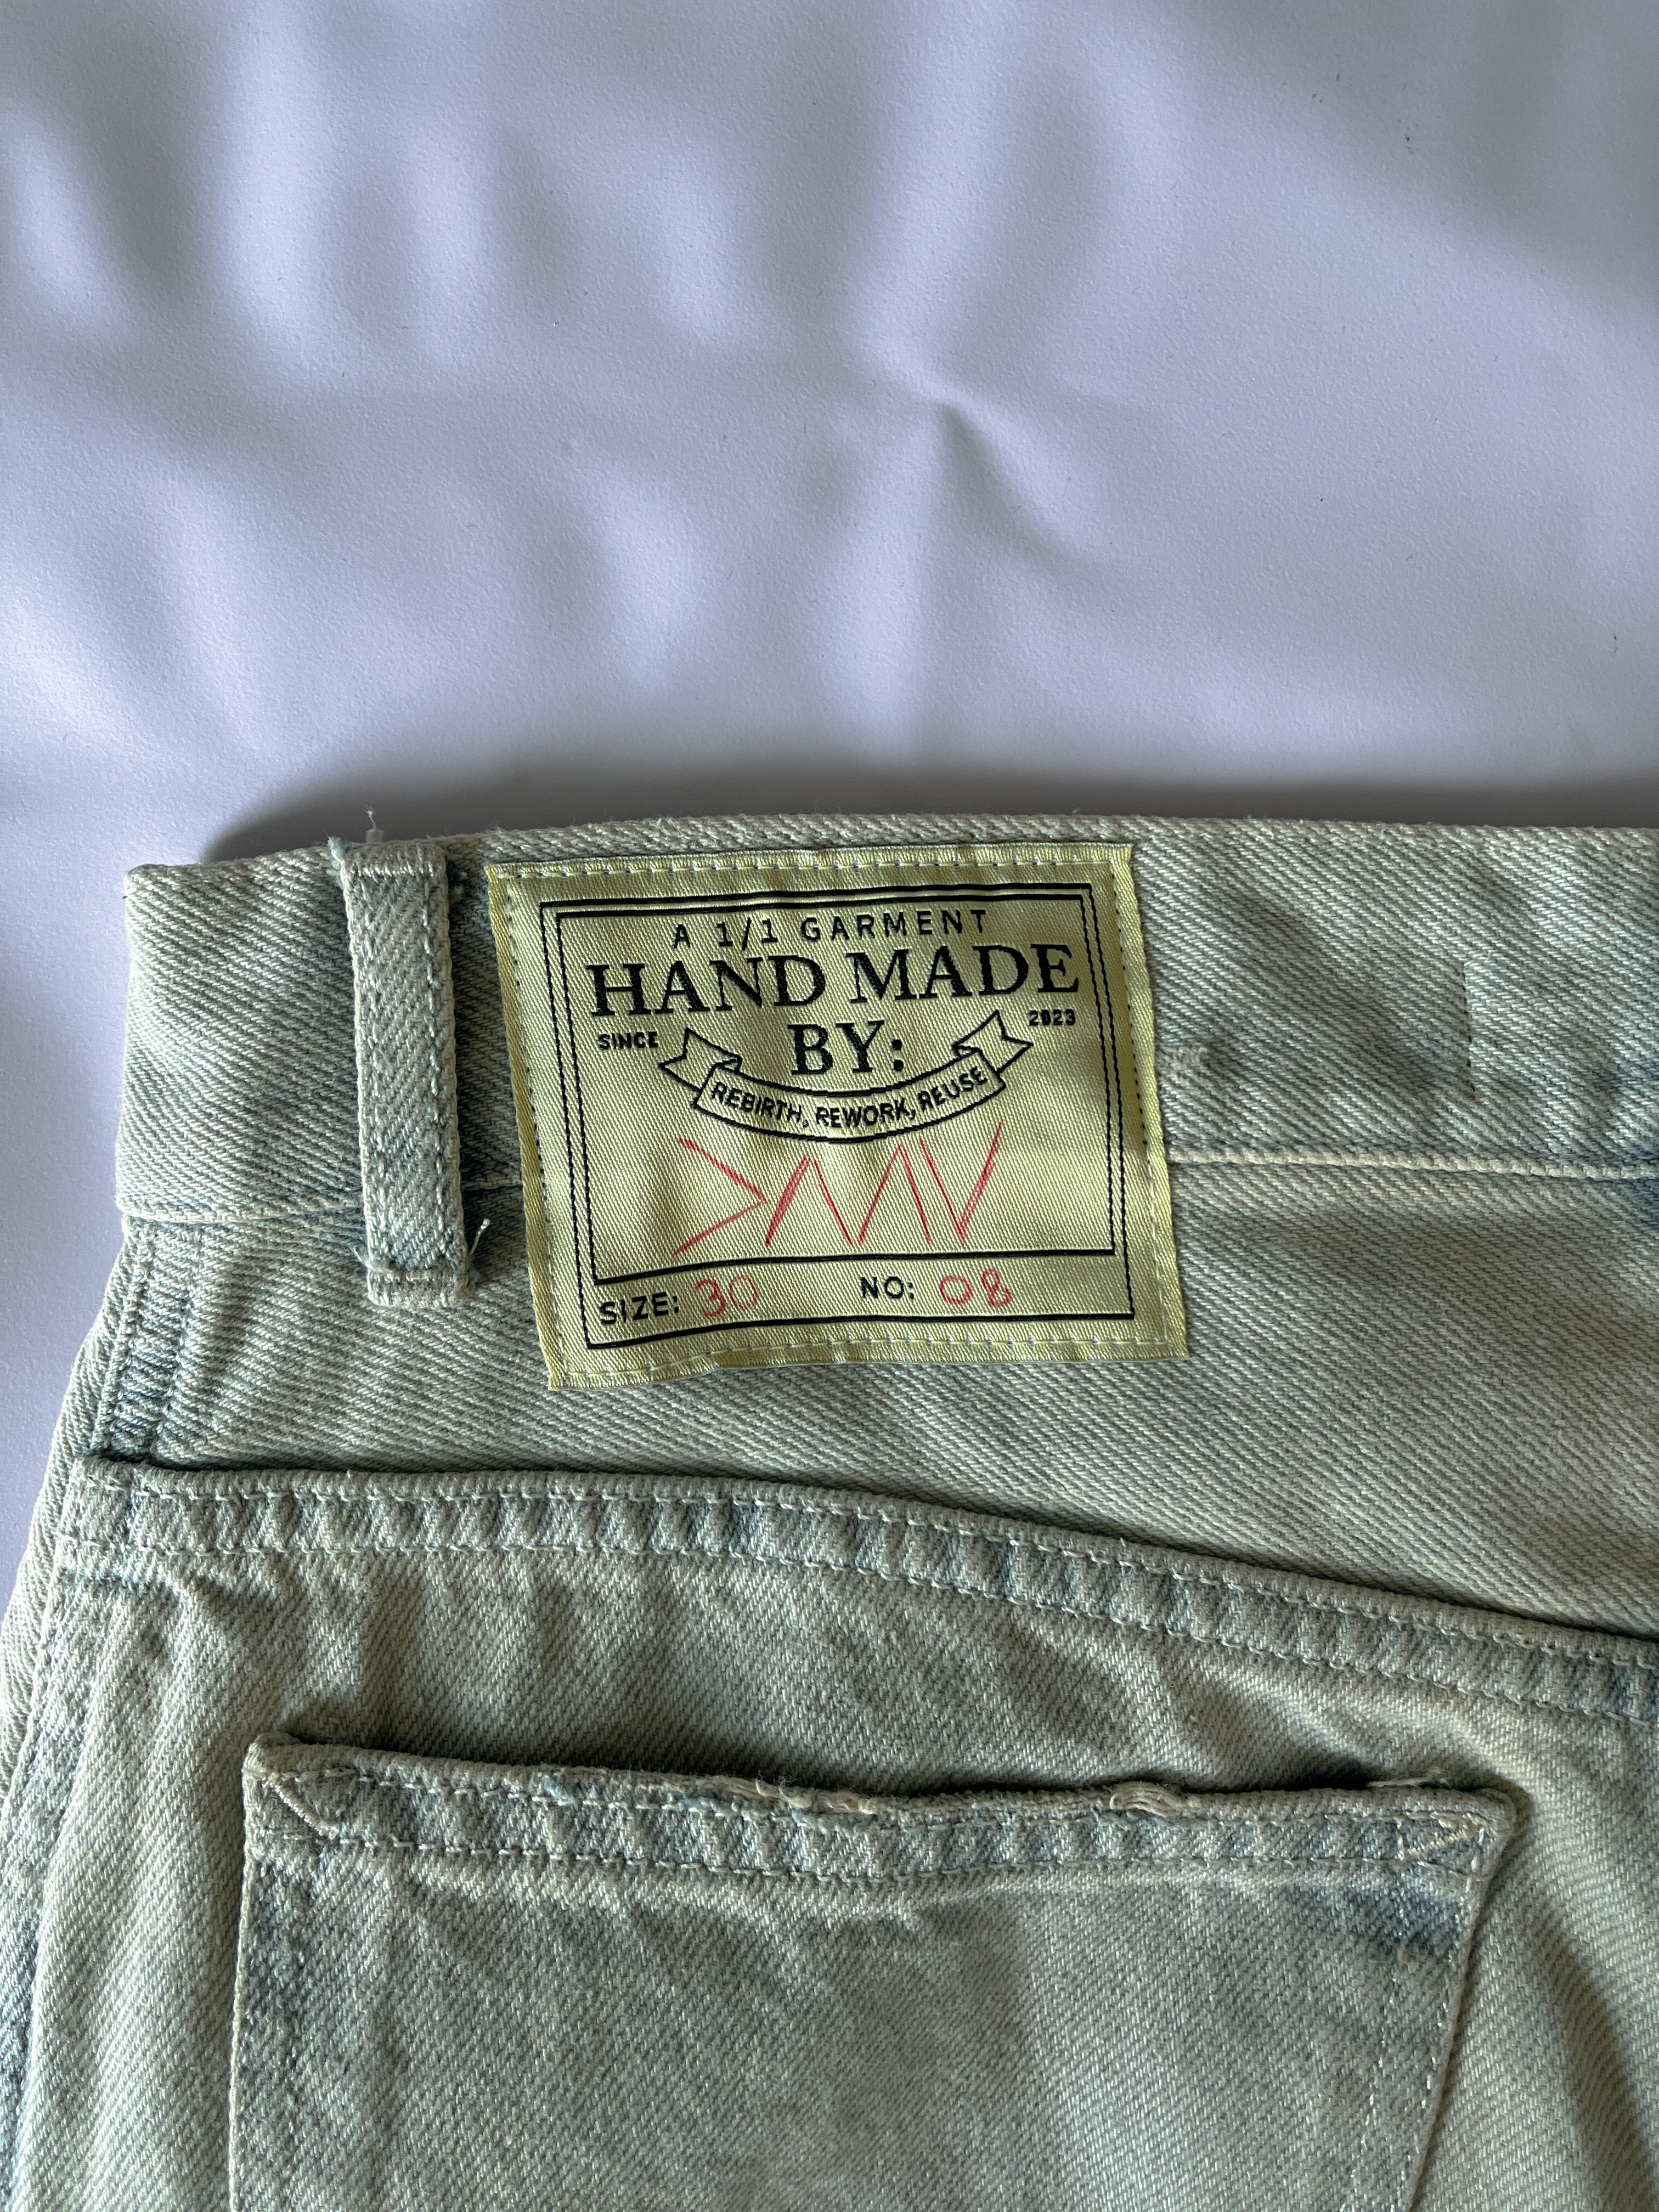 A 1/1 GARMENT
HAND MADE
SINCE BY: 2023
REBIRTH, REWORK, REUSE
SIZE: 30 NO: 08